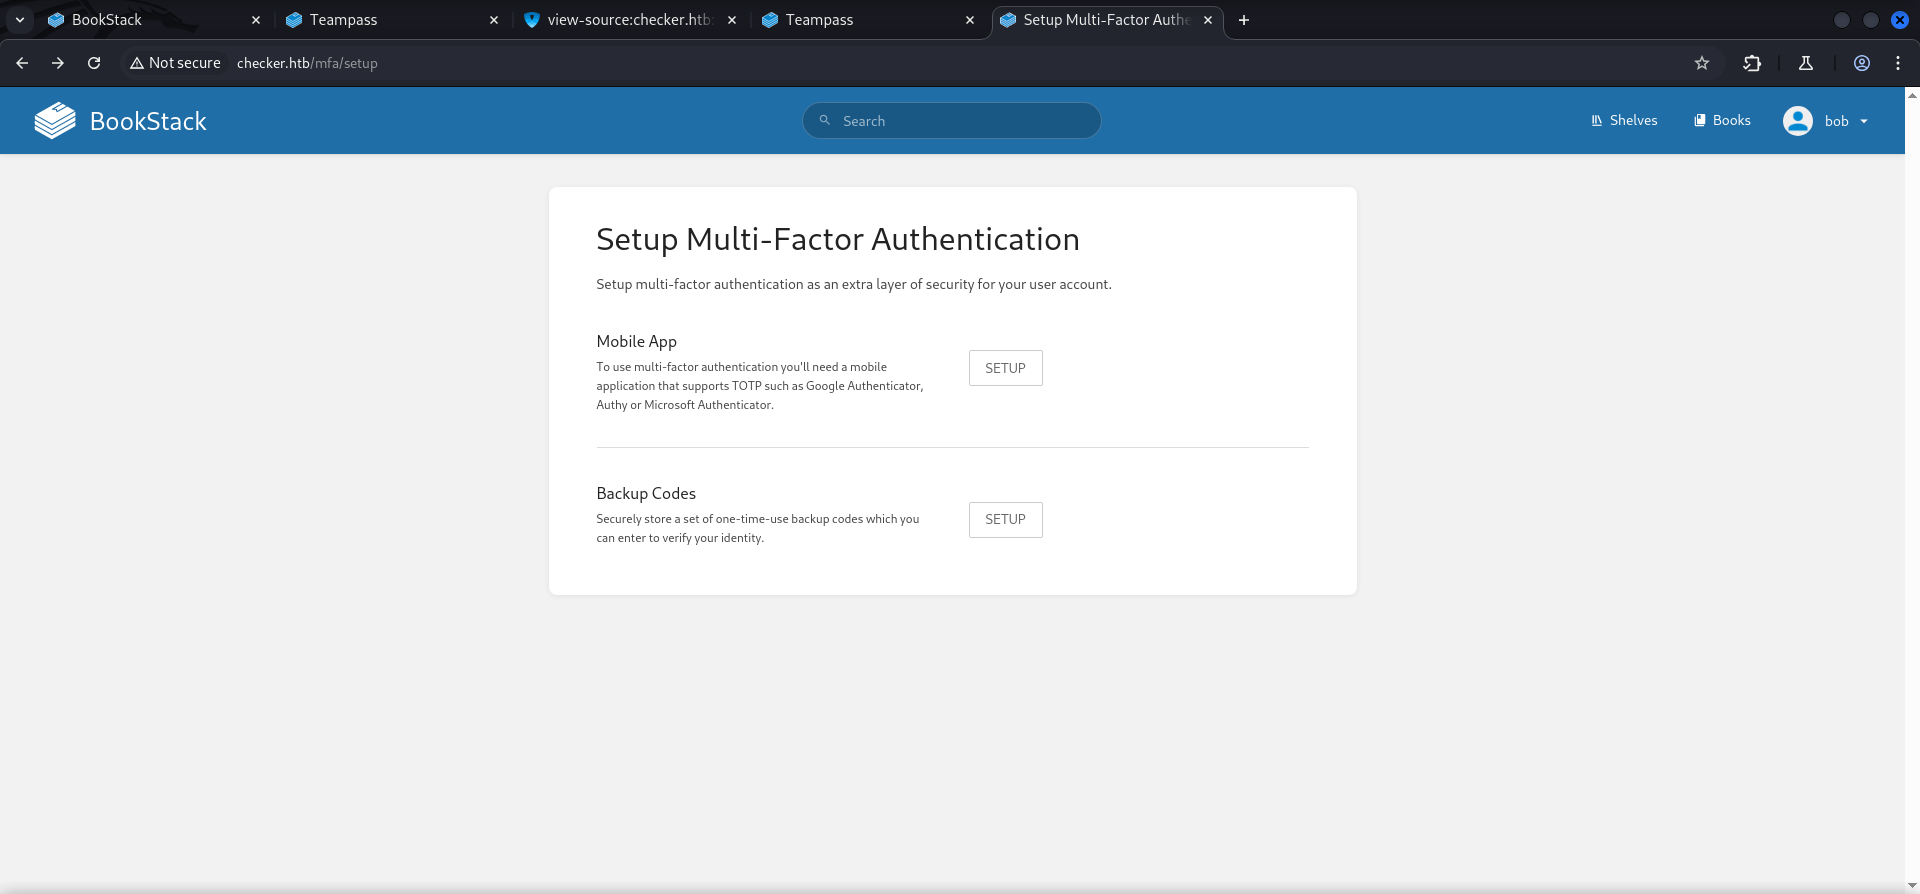 BookStack
Teampass
view-source:checker.htb:
Teampass
Setup Multi-Factor Authe
Not secure
checker.htb/mfa/setup
BookStack
Search
Shelves
Books
bob
Setup Multi-Factor Authentication
Setup multi-factor authentication as an extra layer of security for your user account.
Mobile App
To use multi-factor authentication you'll need a mobile
application that supports TOTP such as Google Authenticator,
Authy or Microsoft Authenticator.
SETUP
Backup Codes
Securely store a set of one-time-use backup codes which you
can enter to verify your identity.
SETUP